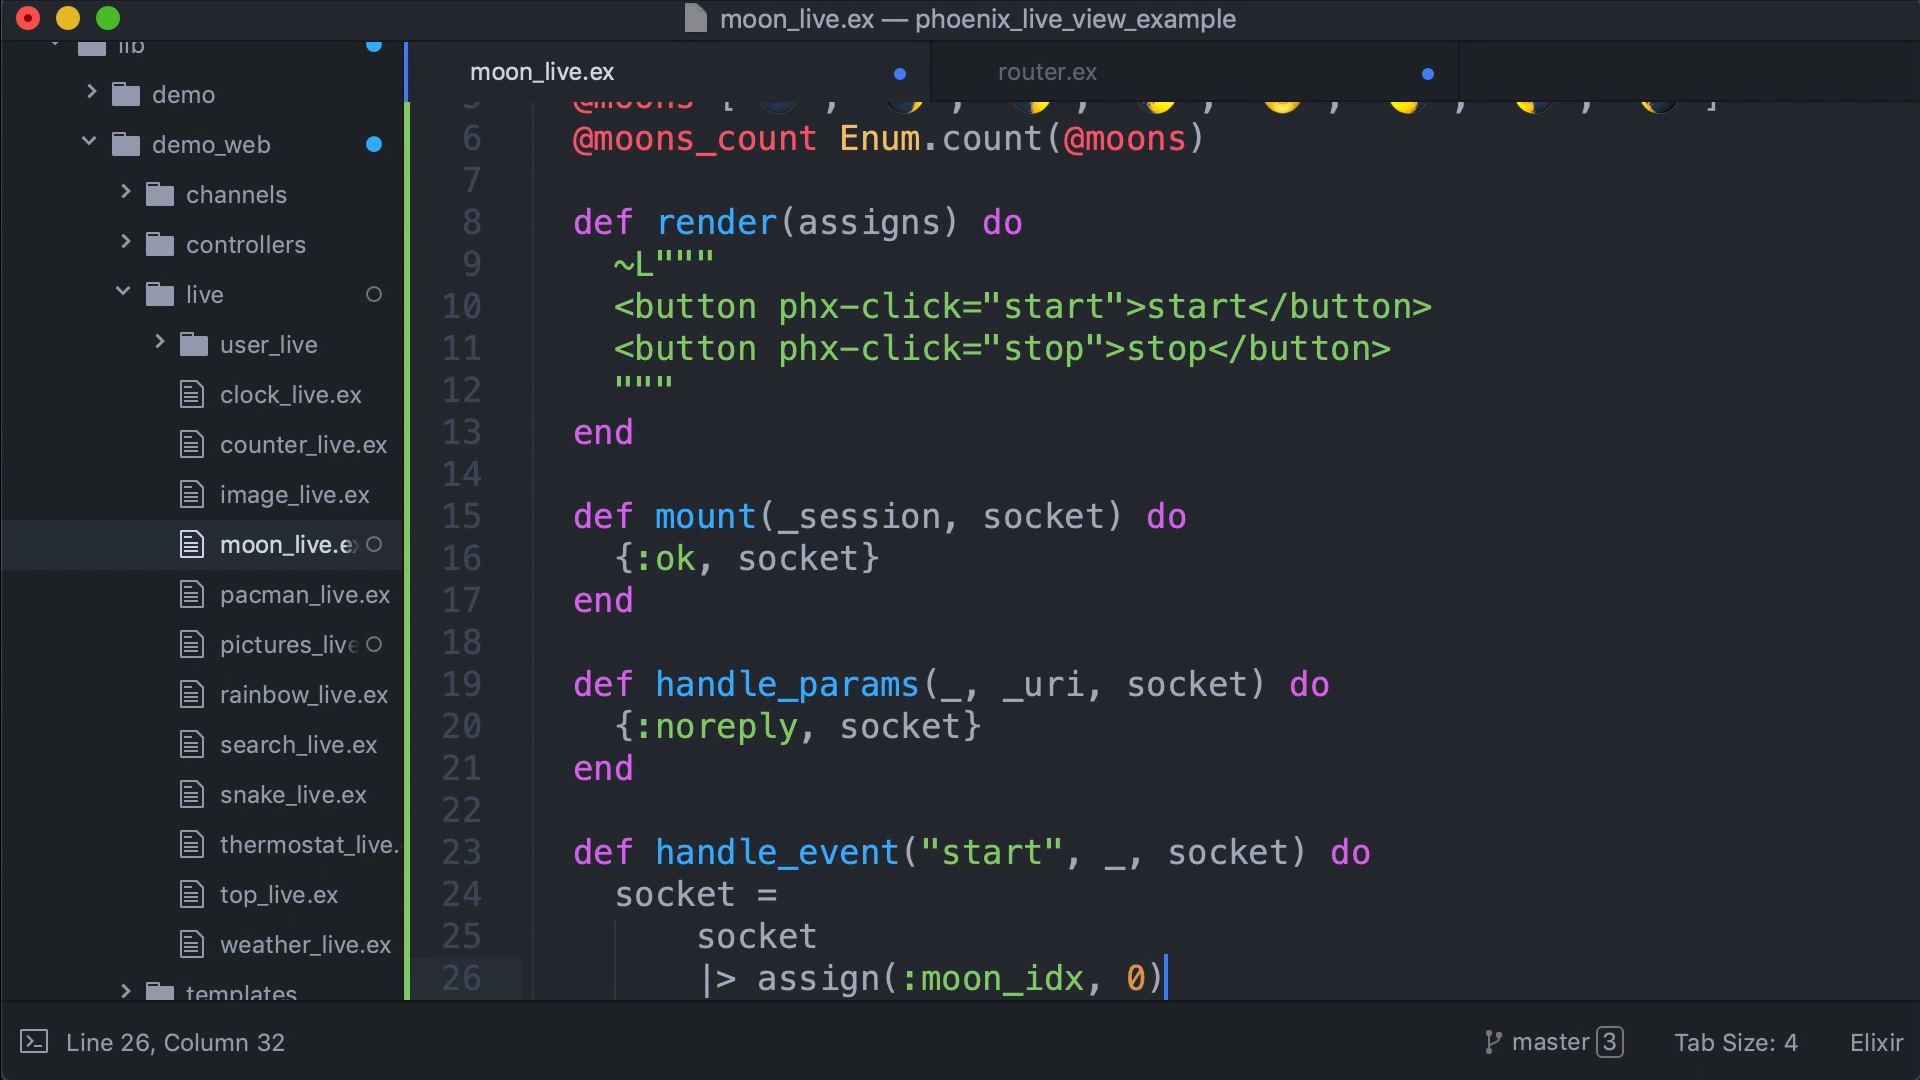 moon_live.ex — phoenix_live_view_example
lib
demo
demo_web
channels
controllers
live
user_live
clock_live.ex
counter_live.ex
image_live.ex
moon_live.ex
pacman_live.ex
pictures_live
rainbow_live.ex
search_live.ex
snake_live.ex
thermostat_live.
top_live.ex
weather_live.ex
templates
moon_live.ex
router.ex
5 @moons [ , , , , , , , ]
6 @moons_count Enum.count(@moons)
7
8 def render(assigns) do
9 ~L"""
10 <button phx-click="start">start</button>
11 <button phx-click="stop">stop</button>
12 """
13 end
14
15 def mount(_session, socket) do
16 {:ok, socket}
17 end
18
19 def handle_params(_, _uri, socket) do
20 {:noreply, socket}
21 end
22
23 def handle_event("start", _, socket) do
24 socket =
25 socket
26 |> assign(:moon_idx, 0)
Line 26, Column 32
master 3
Tab Size: 4
Elixir